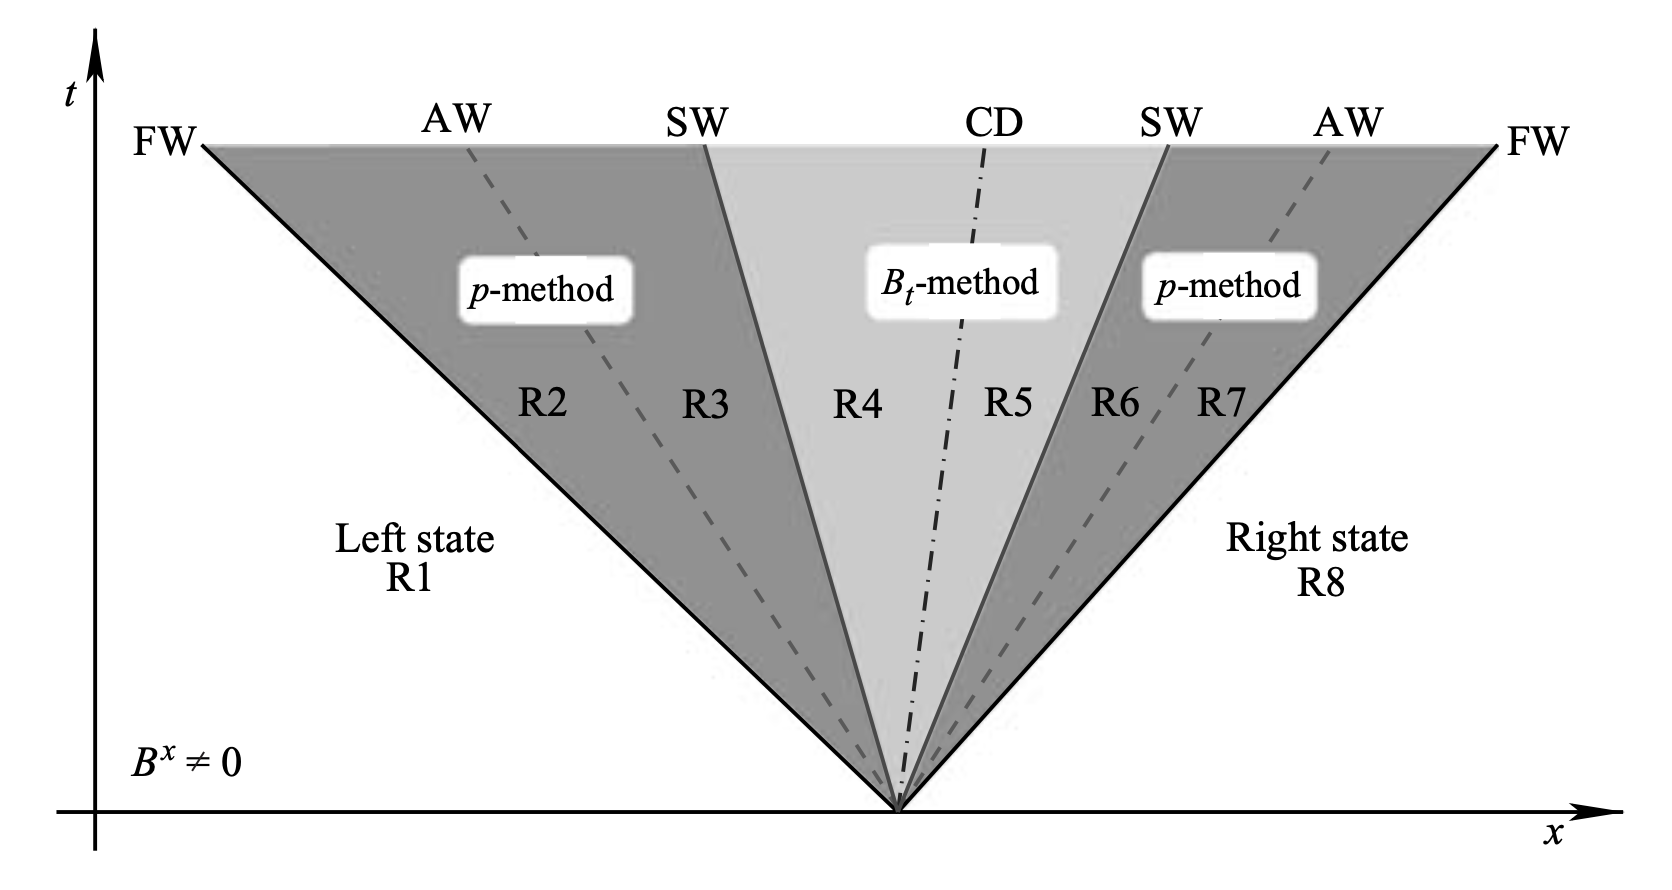 t
FW
AW
SW
CD
SW
AW
FW
p-method
B_t-method
p-method
R2
R3
R4
R5
R6
R7
Left state
R1
Right state
R8
B^x ≠ 0
x